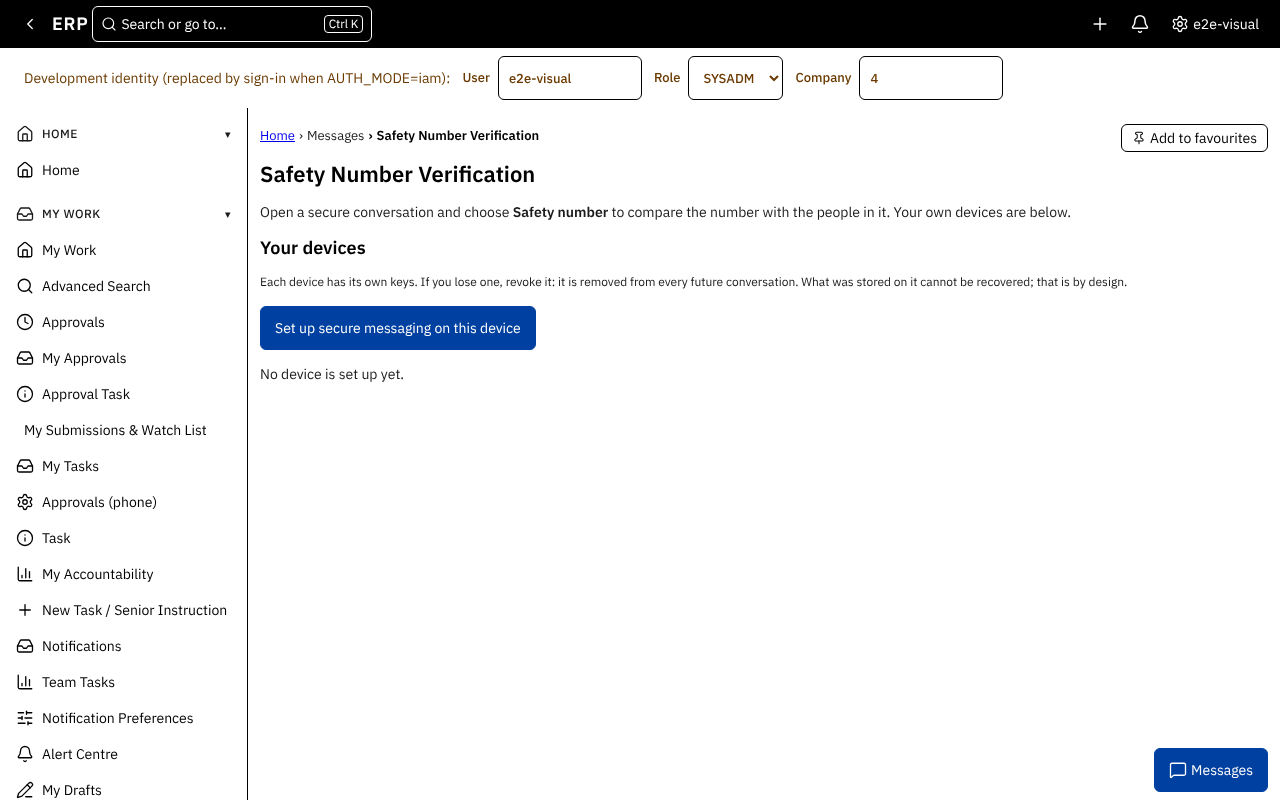 ERP Search or go to... Ctrl K e2e-visual
Development identity (replaced by sign-in when AUTH_MODE=iam): User e2e-visual Role SYSADM Company 4
HOME
Home
MY WORK
My Work
Advanced Search
Approvals
My Approvals
Approval Task
My Submissions & Watch List
My Tasks
Approvals (phone)
Task
My Accountability
New Task / Senior Instruction
Notifications
Team Tasks
Notification Preferences
Alert Centre
My Drafts
Home › Messages › Safety Number Verification
Add to favourites
Safety Number Verification
Open a secure conversation and choose Safety number to compare the number with the people in it. Your own devices are below.
Your devices
Each device has its own keys. If you lose one, revoke it: it is removed from every future conversation. What was stored on it cannot be recovered; that is by design.
Set up secure messaging on this device
No device is set up yet.
Messages